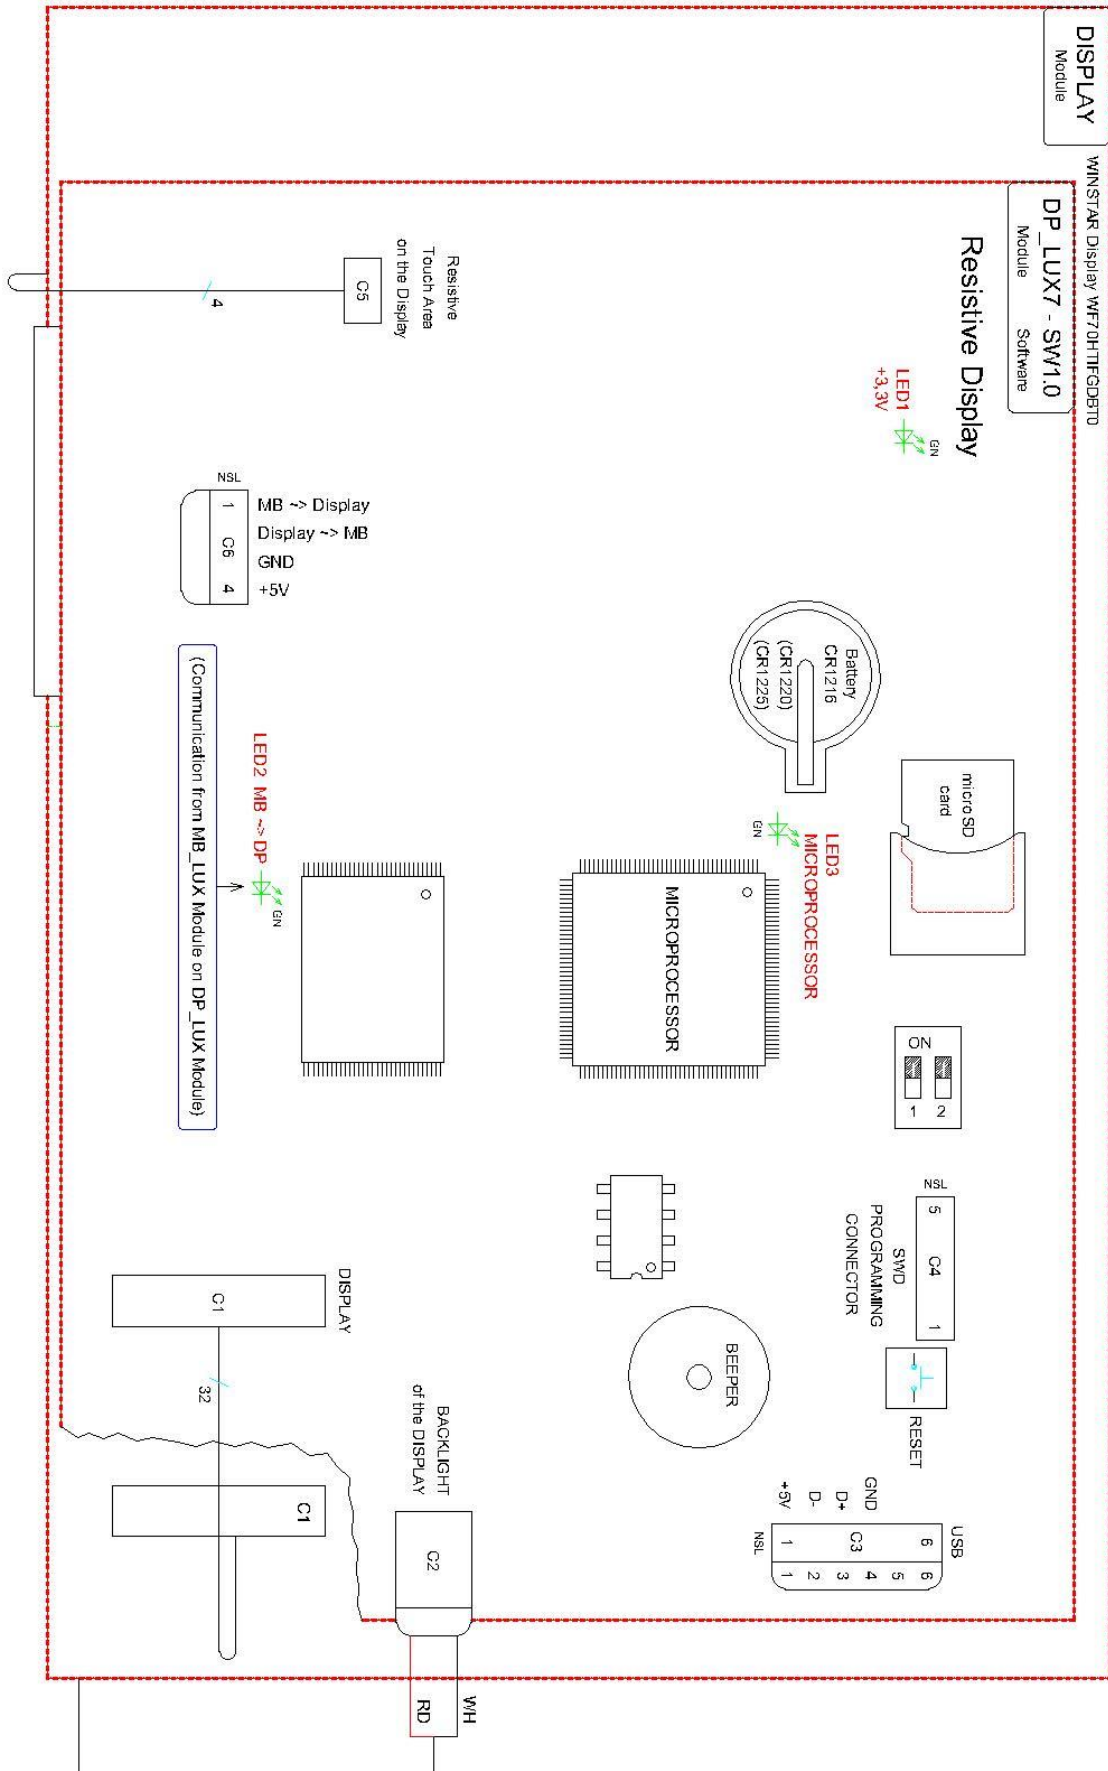 DISPLAY
Module
WINSTAR Display WF70HTIFGDBT0
DP_LUX7 - SW1.0
Module Software
Resistive Display
LED1
+3,3V
GN
Resistive
Touch Area
on the Display
C5
4
NSL
1 C6 4
MB ~> Display
Display ~> MB
GND
+5V
Battery
CR1216
(CR1220)
(CR1225)
micro SD
card
LED3
MICROPROCESSOR
GN
MICROPROCESSOR
LED2 MB ~> DP
GN
(Communication from MB_LUX Module on DP_LUX Module)
ON
1 2
NSL
5 C4 1
SWD
PROGRAMMING
CONNECTOR
RESET
BEEPER
USB
GND
D+
D-
+5V
NSL
1 C3 6
1 2 3 4 5 6
DISPLAY
C1
32
C1
BACKLIGHT
of the DISPLAY
C2
WH
RD